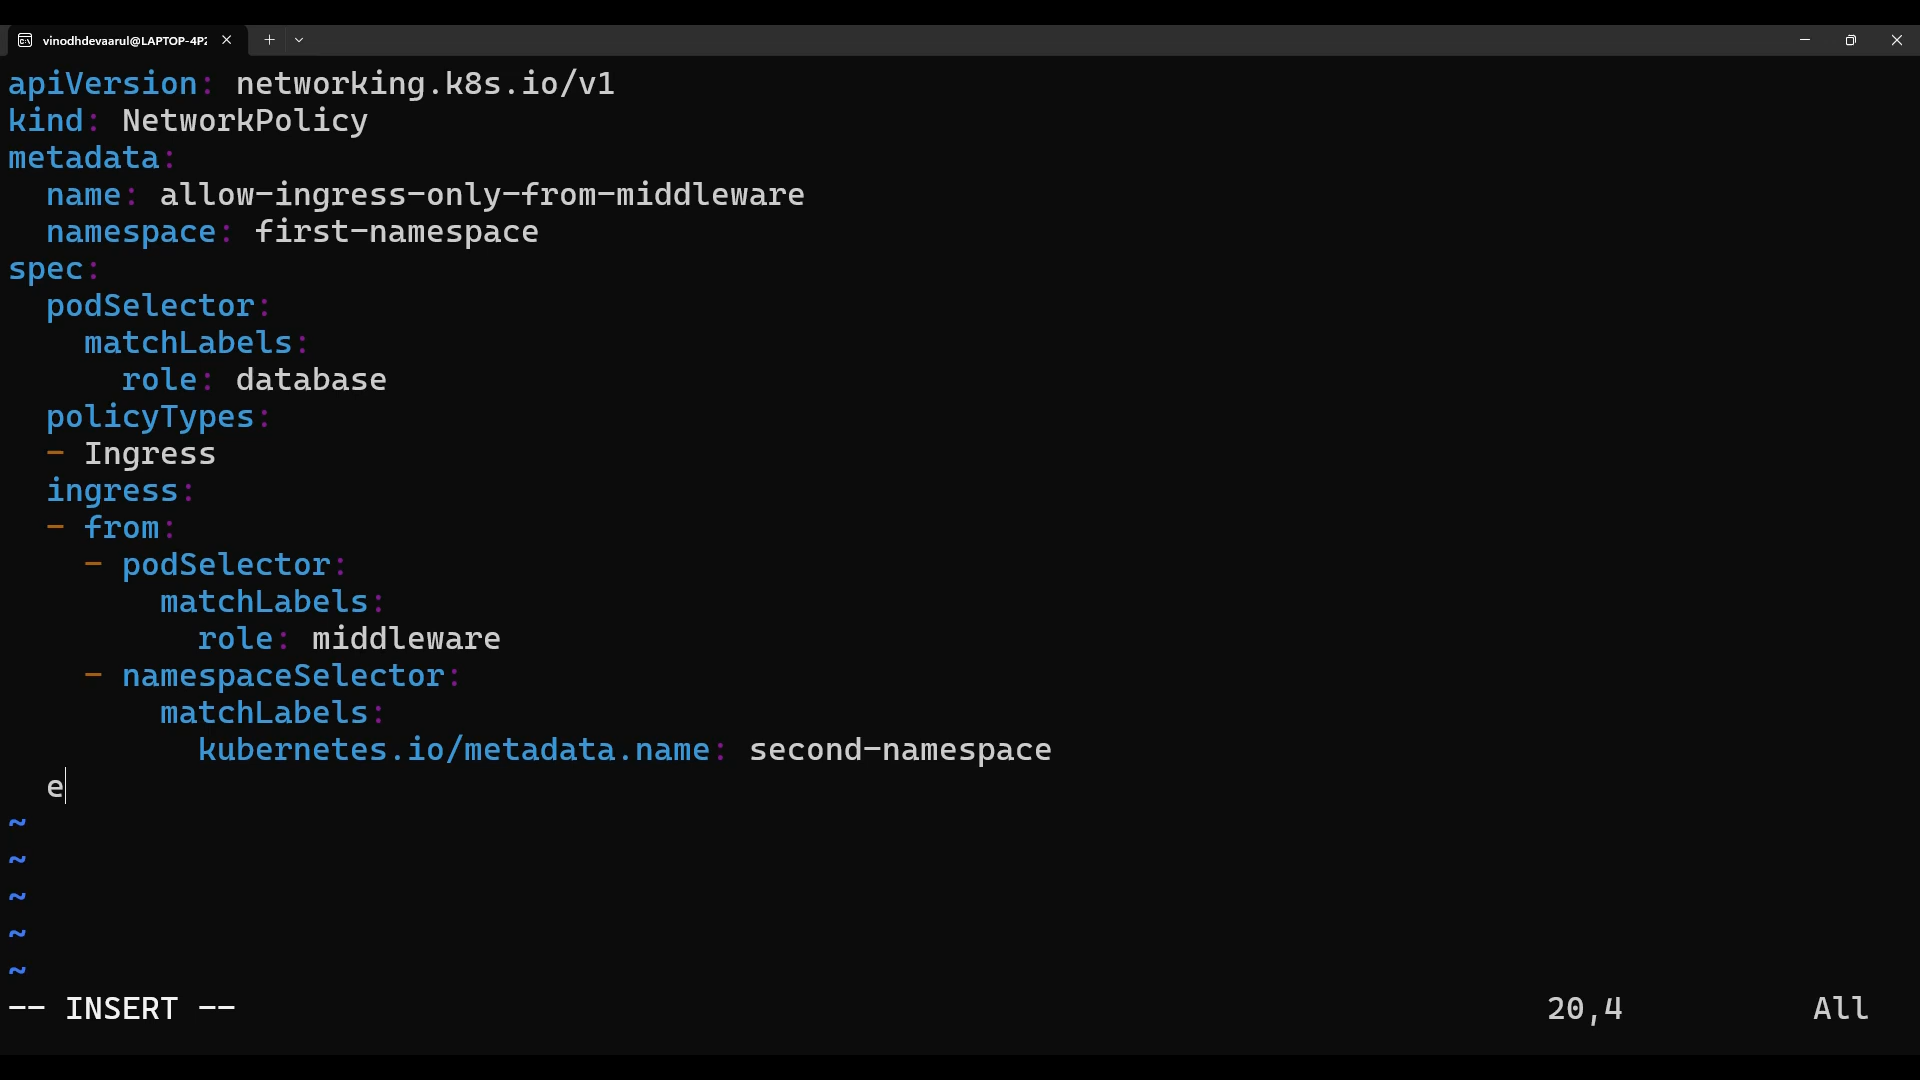 vinodhdevaarul@LAPTOP-4P2
apiVersion: networking.k8s.io/v1
kind: NetworkPolicy
metadata:
  name: allow-ingress-only-from-middleware
  namespace: first-namespace
spec:
  podSelector:
    matchLabels:
      role: database
  policyTypes:
  - Ingress
  ingress:
  - from:
    - podSelector:
        matchLabels:
          role: middleware
    - namespaceSelector:
        matchLabels:
          kubernetes.io/metadata.name: second-namespace
  e
~
~
~
~
~
-- INSERT -- 20,4 All